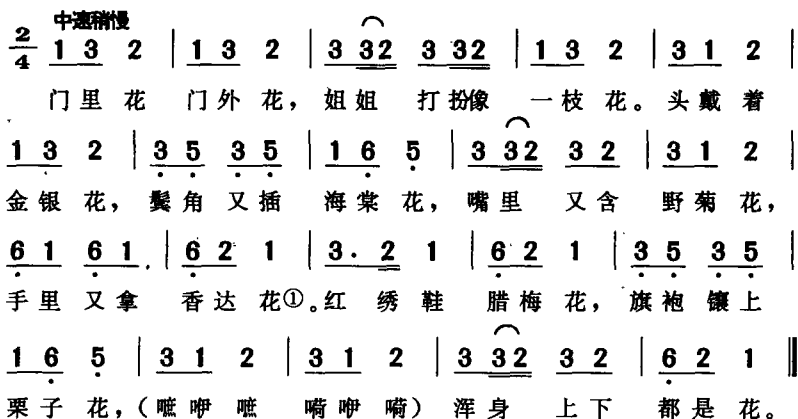 中速稍慢
2/4 1 3 2 | 1 3 2 | 3 32 3 32 | 1 3 2 | 3 1 2 |
门里花 门外花，姐姐 打扮像 一枝花。头戴着
1 3 2 | 3 5 3 5 | 1 6 5 | 3 32 3 2 | 3 1 2 |
金银花，鬓角又插 海棠花，嘴里 又含 野菊花，
6 1 6 1 | 6 2 1 | 3. 2 1 | 6 2 1 | 3 5 3 5 |
手里又拿 香达花①。红绣鞋 腊梅花，旗袍镶上
1 6 5 | 3 1 2 | 3 1 2 | 3 32 3 2 | 6 2 1 ‖
栗子花，（嗻咿嗻 嗬咿嗬）浑身 上下 都是花。